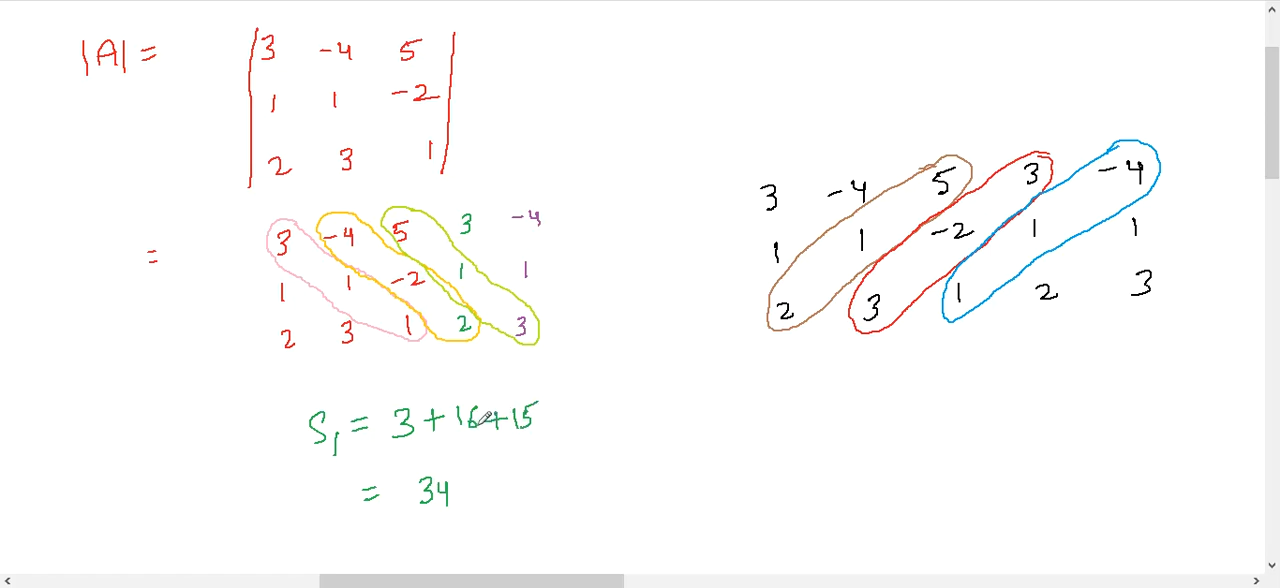 |A| = | 3 -4 5 |
| 1 1 -2 |
| 2 3 1 |
= 3 -4 5 3 -4
1 1 -2 1 1
2 3 1 2 3
S₁ = 3 + 16 + 15
= 34
3 -4 5 3 -4
1 1 -2 1 1
2 3 1 2 3